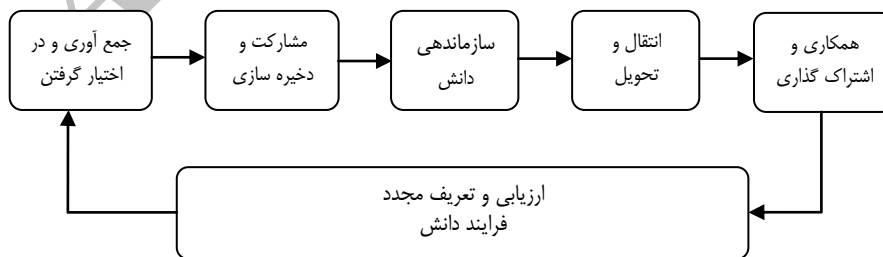 جمع آوری و در
اختیار گرفتن
مشارکت و
ذخیره سازی
سازماندهی
دانش
انتقال و
تحویل
همکاری و
اشتراک گذاری
ارزیابی و تعریف مجدد
فرایند دانش